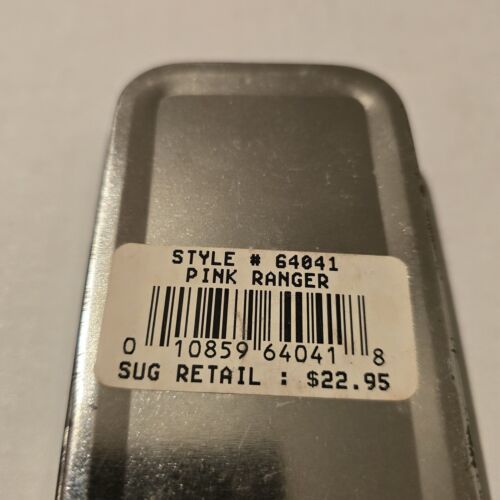 STYLE # 64041
PINK RANGER
0 10859 64041 8
SUG RETAIL : $22.95